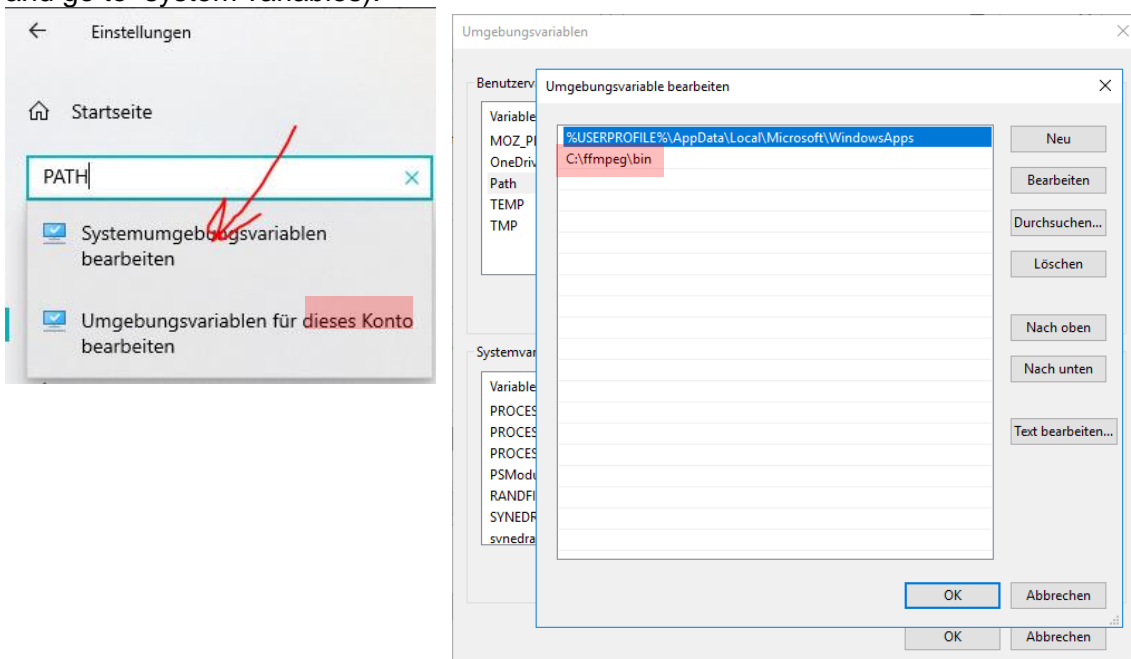 and go to "system variables):
Einstellungen
Startseite
PATH
Systemumgebungsvariablen
bearbeiten
Umgebungsvariablen für dieses Konto
bearbeiten
Umgebungsvariablen
Benutzerv
Variable
MOZ_Pl
OneDriv
Path
TEMP
TMP
Systemvar
Variable
PROCES
PROCES
PROCES
PSModu
RANDFI
SYNEDR
synedra
Umgebungsvariable bearbeiten
%USERPROFILE%\AppData\Local\Microsoft\WindowsApps
C:\ffmpeg\bin
Neu
Bearbeiten
Durchsuchen...
Löschen
Nach oben
Nach unten
Text bearbeiten...
OK
Abbrechen
OK
Abbrechen